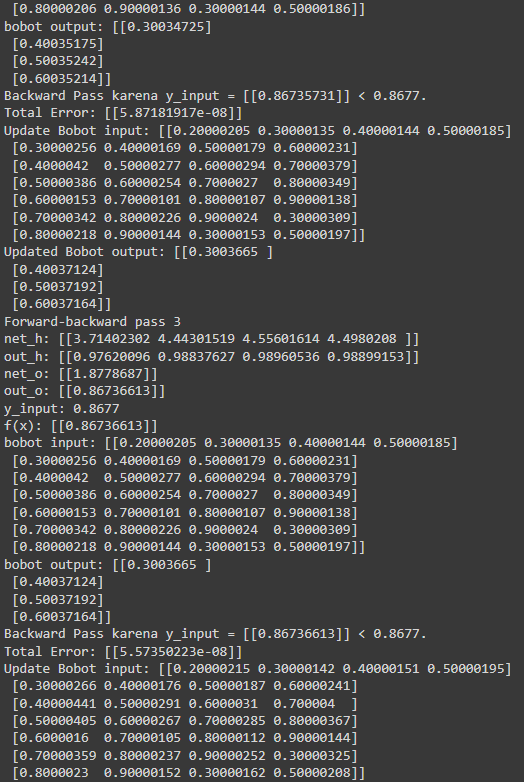 [0.80000206 0.90000136 0.30000144 0.50000186]]
bobot output: [[0.30034725]
[0.40035175]
[0.50035242]
[0.60035214]]
Backward Pass karena y_input = [[0.86735731]] < 0.8677.
Total Error: [[5.87181917e-08]]
Update Bobot input: [[0.20000205 0.30000135 0.40000144 0.50000185]
[0.30000256 0.40000169 0.50000179 0.60000231]
[0.4000042  0.50000277 0.60000294 0.70000379]
[0.50000386 0.60000254 0.7000027  0.80000349]
[0.60000153 0.70000101 0.80000107 0.90000138]
[0.70000342 0.80000226 0.9000024  0.30000309]
[0.80000218 0.90000144 0.30000153 0.50000197]]
Updated Bobot output: [[0.3003665 ]
[0.40037124]
[0.50037192]
[0.60037164]]
Forward-backward pass 3
net_h: [[3.71402302 4.44301519 4.55601614 4.4980208 ]]
out_h: [[0.97620096 0.98837627 0.98960536 0.98899153]]
net_o: [[1.8778687]]
out_o: [[0.86736613]]
y_input: 0.8677
f(x): [[0.86736613]]
bobot input: [[0.20000205 0.30000135 0.40000144 0.50000185]
[0.30000256 0.40000169 0.50000179 0.60000231]
[0.4000042  0.50000277 0.60000294 0.70000379]
[0.50000386 0.60000254 0.7000027  0.80000349]
[0.60000153 0.70000101 0.80000107 0.90000138]
[0.70000342 0.80000226 0.9000024  0.30000309]
[0.80000218 0.90000144 0.30000153 0.50000197]]
bobot output: [[0.3003665 ]
[0.40037124]
[0.50037192]
[0.60037164]]
Backward Pass karena y_input = [[0.86736613]] < 0.8677.
Total Error: [[5.57350223e-08]]
Update Bobot input: [[0.20000215 0.30000142 0.40000151 0.50000195]
[0.30000266 0.40000176 0.50000187 0.60000241]
[0.40000441 0.50000291 0.6000031  0.700004  ]
[0.50000405 0.60000267 0.70000285 0.80000367]
[0.6000016  0.70000105 0.80000112 0.90000144]
[0.70000359 0.80000237 0.90000252 0.30000325]
[0.8000023  0.90000152 0.30000162 0.50000208]]